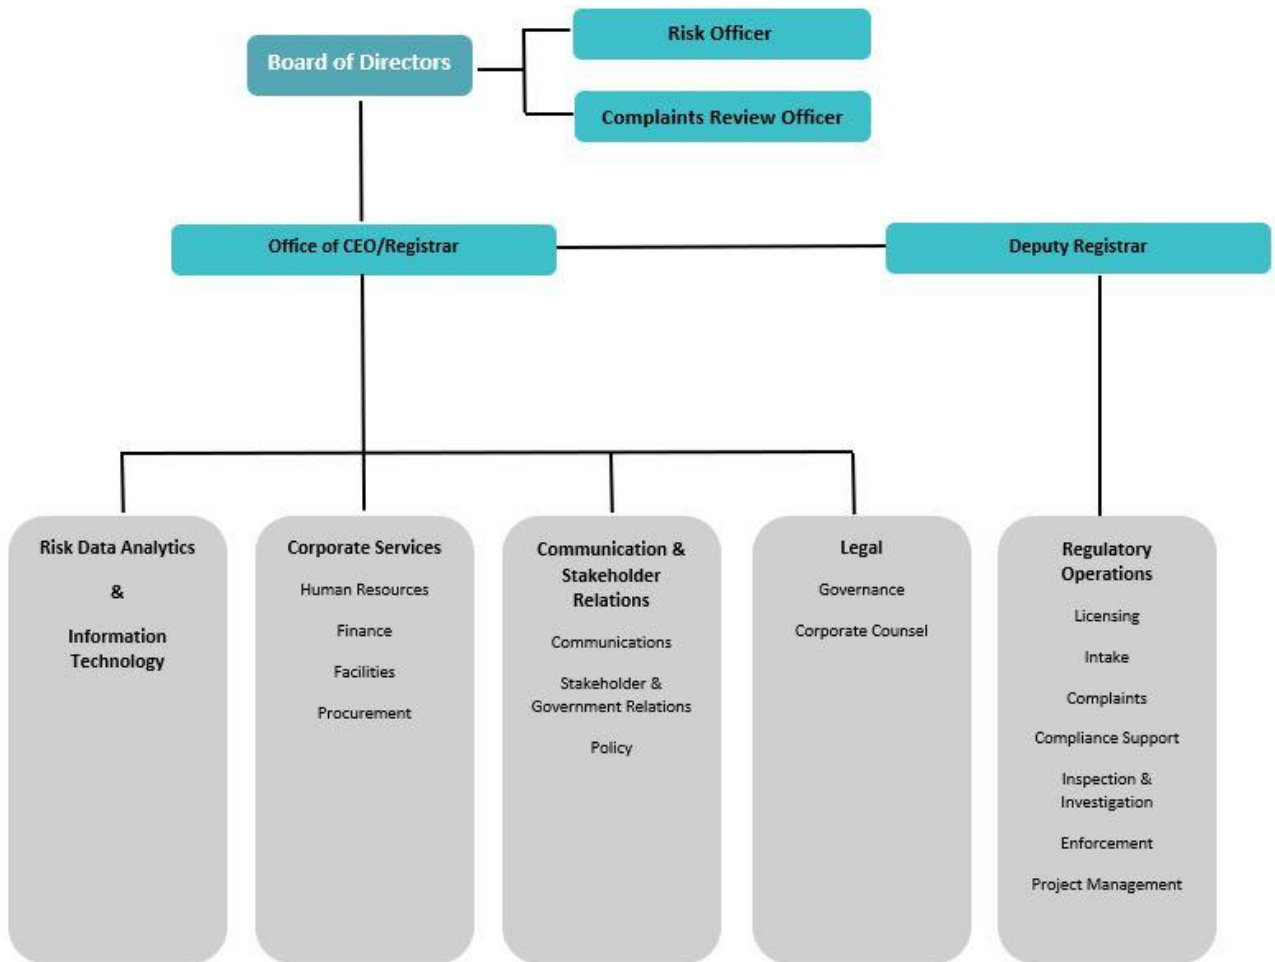 Board of Directors
Risk Officer
Complaints Review Officer
Office of CEO/Registrar
Deputy Registrar
Risk Data Analytics
&
Information
Technology
Corporate Services
Human Resources
Finance
Facilities
Procurement
Communication &
Stakeholder
Relations
Communications
Stakeholder &
Government Relations
Policy
Legal
Governance
Corporate Counsel
Regulatory
Operations
Licensing
Intake
Complaints
Compliance Support
Inspection &
Investigation
Enforcement
Project Management